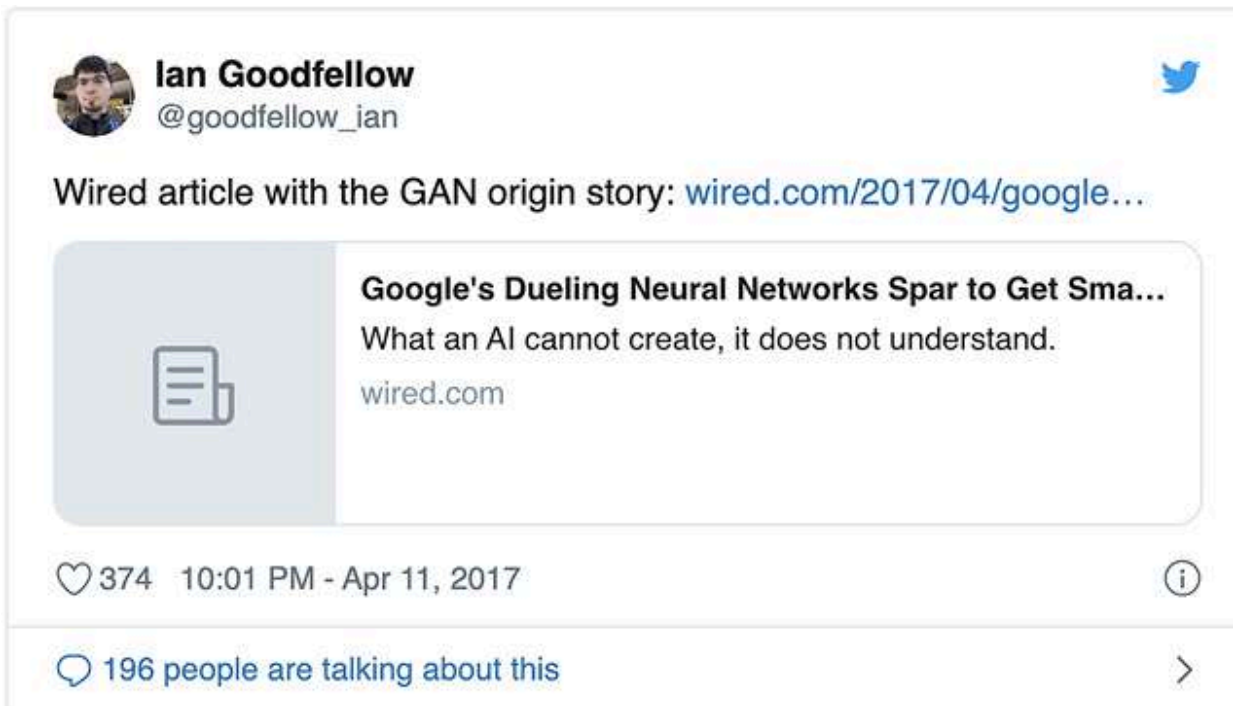 Ian Goodfellow
@goodfellow_ian
Wired article with the GAN origin story: wired.com/2017/04/google…
Google's Dueling Neural Networks Spar to Get Sma...
What an AI cannot create, it does not understand.
wired.com
374 10:01 PM - Apr 11, 2017
196 people are talking about this